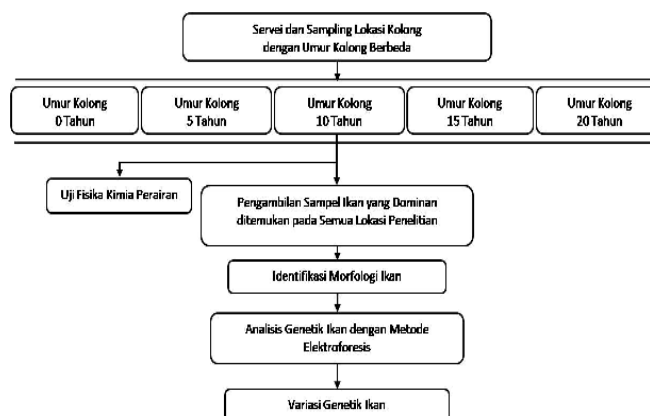 Servei dan Sampling Lokasi Kolong
dengan Umur Kolong Berbeda
Umur Kolong
0 Tahun
Umur Kolong
5 Tahun
Umur Kolong
10 Tahun
Umur Kolong
15 Tahun
Umur Kolong
20 Tahun
Uji Fisika Kimia Perairan
Pengambilan Sampel Ikan yang Dominan
ditemukan pada Semua Lokasi Penelitian
Identifikasi Morfologi Ikan
Analisis Genetik Ikan dengan Metode
Elektroforesis
Variasi Genetik Ikan